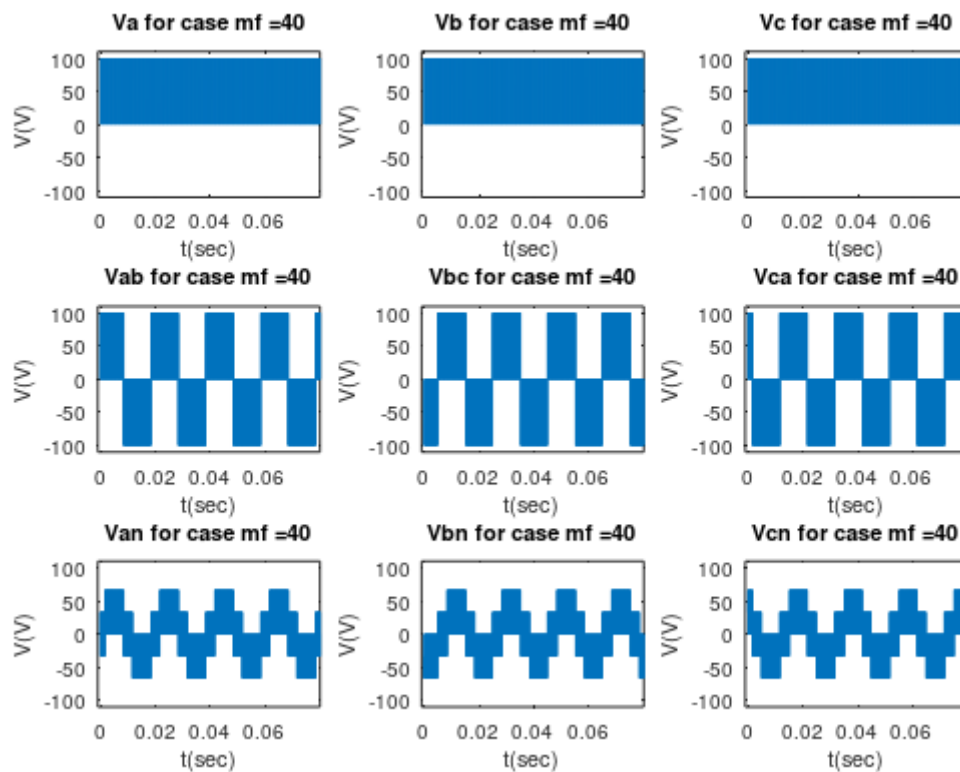 Va for case mf =40
Vb for case mf =40
Vc for case mf =40
V(V)
100
50
0
-50
-100
0 0.02 0.04 0.06
t(sec)
V(V)
100
50
0
-50
-100
0 0.02 0.04 0.06
t(sec)
V(V)
100
50
0
-50
-100
0 0.02 0.04 0.06
t(sec)
Vab for case mf =40
Vbc for case mf =40
Vca for case mf =40
V(V)
100
50
0
-50
-100
0 0.02 0.04 0.06
t(sec)
V(V)
100
50
0
-50
-100
0 0.02 0.04 0.06
t(sec)
V(V)
100
50
0
-50
-100
0 0.02 0.04 0.06
t(sec)
Van for case mf =40
Vbn for case mf =40
Vcn for case mf =40
V(V)
100
50
0
-50
-100
0 0.02 0.04 0.06
t(sec)
V(V)
100
50
0
-50
-100
0 0.02 0.04 0.06
t(sec)
V(V)
100
50
0
-50
-100
0 0.02 0.04 0.06
t(sec)